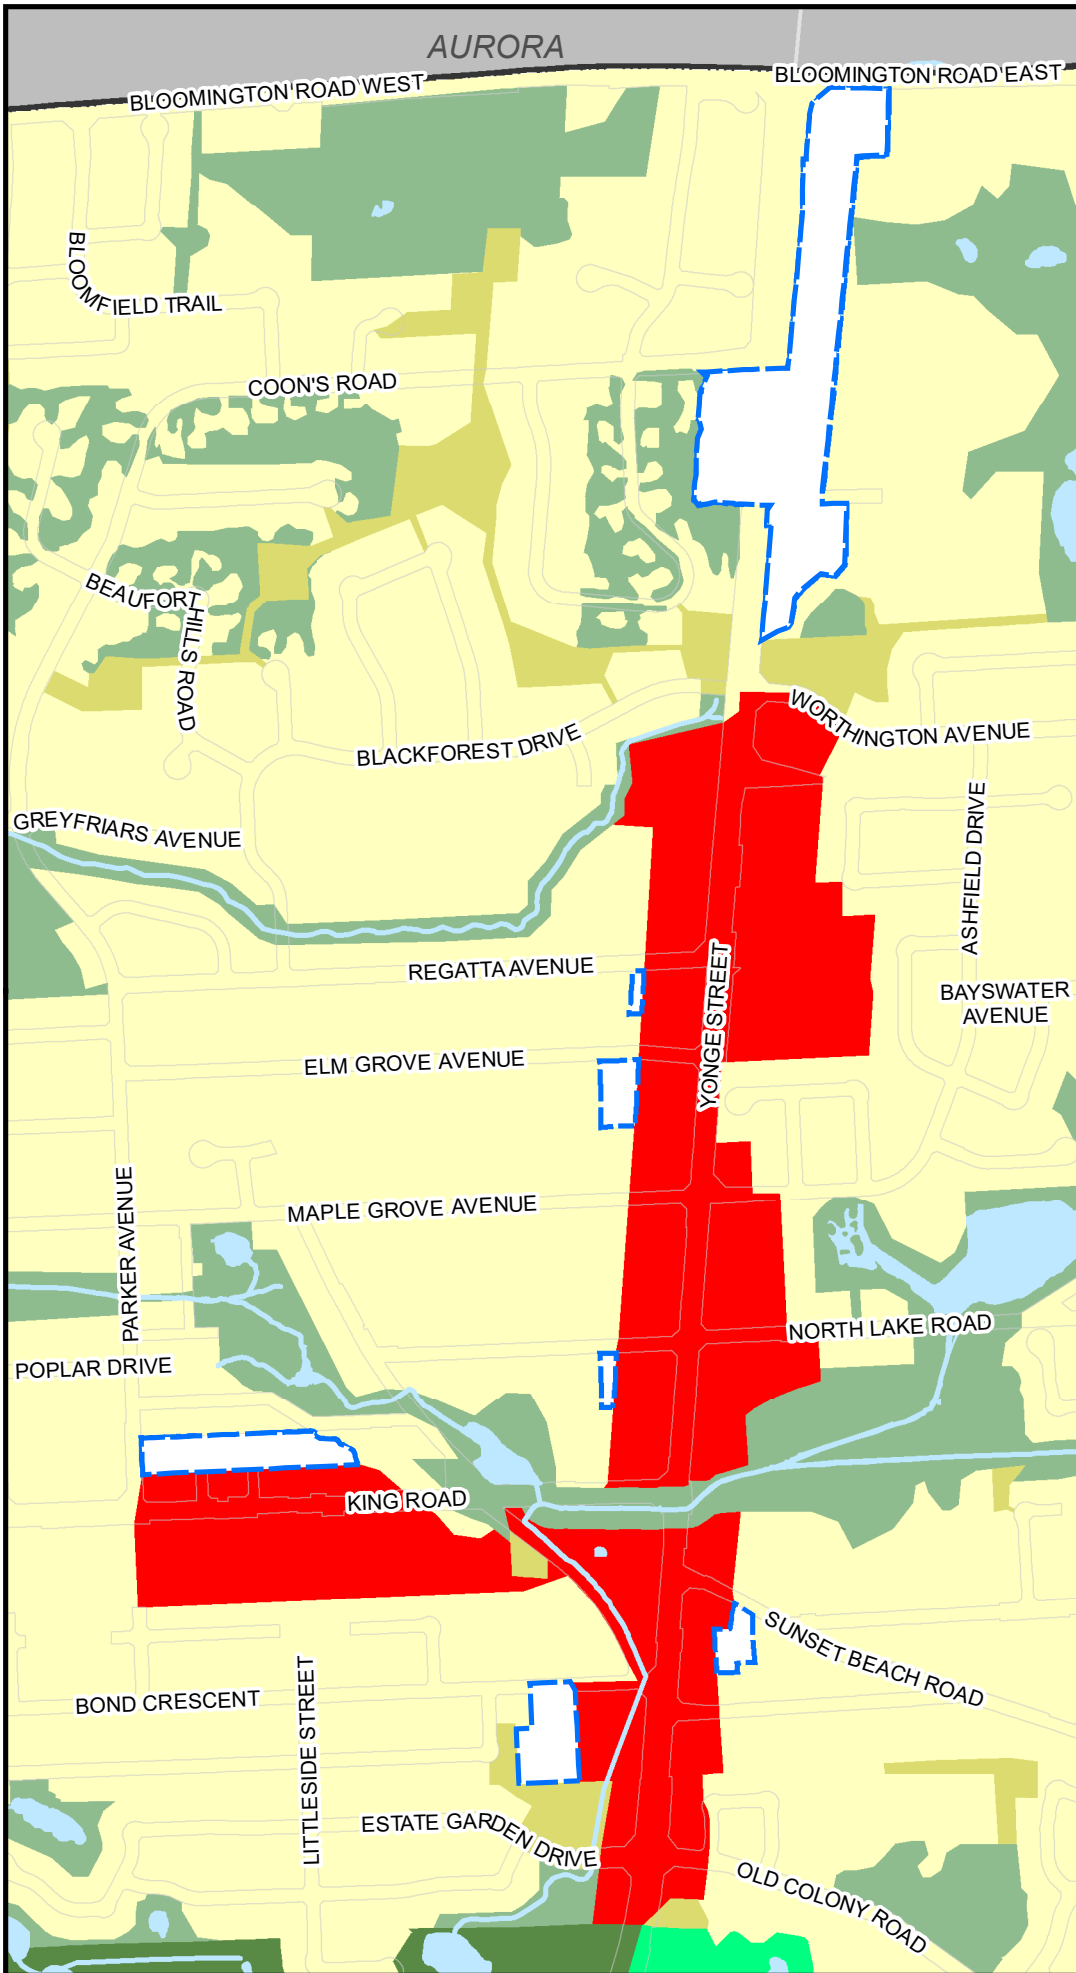 AURORA
BLOOMINGTON ROAD WEST
BLOOMINGTON ROAD EAST
BLOOMFIELD TRAIL
COON'S ROAD
BEAUFORT HILLS ROAD
WORTHINGTON AVENUE
BLACKFOREST DRIVE
GREYFRIARS AVENUE
ASHFIELD DRIVE
REGATTA AVENUE
YONGE STREET
BAYSWATER
AVENUE
ELM GROVE AVENUE
MAPLE GROVE AVENUE
PARKER AVENUE
NORTH LAKE ROAD
POPLAR DRIVE
KING ROAD
SUNSET BEACH ROAD
BOND CRESCENT
LITTLESIDE STREET
ESTATE GARDEN DRIVE
OLD COLONY ROAD